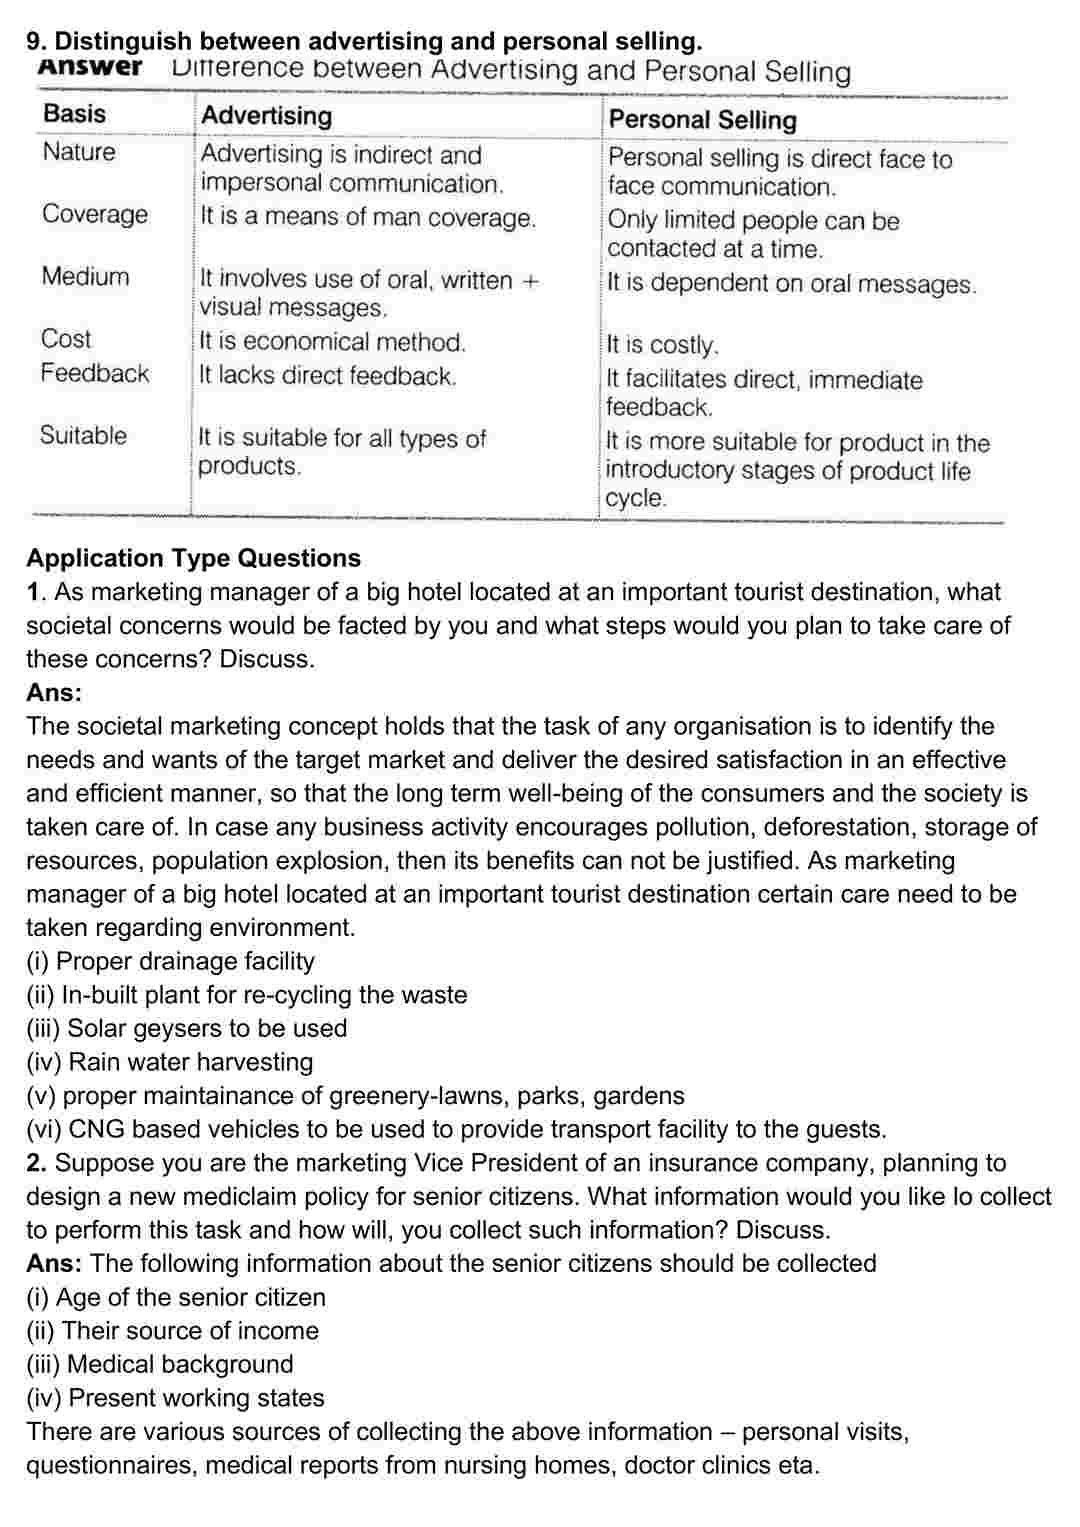 9. Distinguish between advertising and personal selling.
Answer Difference between Advertising and Personal Selling
Basis Advertising Personal Selling
Nature Advertising is indirect and impersonal communication. Personal selling is direct face to face communication.
Coverage It is a means of man coverage. Only limited people can be contacted at a time.
Medium It involves use of oral, written + visual messages. It is dependent on oral messages.
Cost It is economical method. It is costly.
Feedback It lacks direct feedback. It facilitates direct, immediate feedback.
Suitable It is suitable for all types of products. It is more suitable for product in the introductory stages of product life cycle.
Application Type Questions
1. As marketing manager of a big hotel located at an important tourist destination, what
societal concerns would be facted by you and what steps would you plan to take care of
these concerns? Discuss.
Ans:
The societal marketing concept holds that the task of any organisation is to identify the
needs and wants of the target market and deliver the desired satisfaction in an effective
and efficient manner, so that the long term well-being of the consumers and the society is
taken care of. In case any business activity encourages pollution, deforestation, storage of
resources, population explosion, then its benefits can not be justified. As marketing
manager of a big hotel located at an important tourist destination certain care need to be
taken regarding environment.
(i) Proper drainage facility
(ii) In-built plant for re-cycling the waste
(iii) Solar geysers to be used
(iv) Rain water harvesting
(v) proper maintainance of greenery-lawns, parks, gardens
(vi) CNG based vehicles to be used to provide transport facility to the guests.
2. Suppose you are the marketing Vice President of an insurance company, planning to
design a new mediclaim policy for senior citizens. What information would you like lo collect
to perform this task and how will, you collect such information? Discuss.
Ans: The following information about the senior citizens should be collected
(i) Age of the senior citizen
(ii) Their source of income
(iii) Medical background
(iv) Present working states
There are various sources of collecting the above information – personal visits,
questionnaires, medical reports from nursing homes, doctor clinics eta.